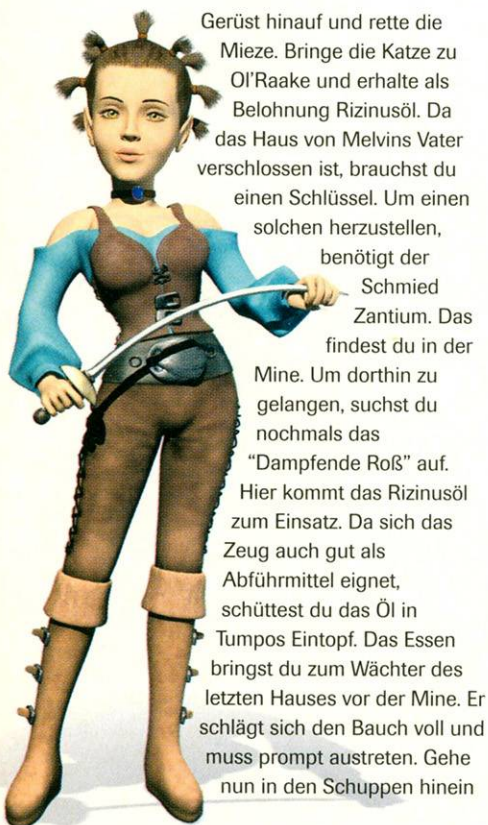 Gerüst hinauf und rette die
Mieze. Bringe die Katze zu
Ol'Raake und erhalte als
Belohnung Rizinusöl. Da
das Haus von Melvins Vater
verschlossen ist, brauchst du
einen Schlüssel. Um einen
solchen herzustellen,
benötigt der
Schmied
Zantium. Das
findest du in der
Mine. Um dorthin zu
gelangen, suchst du
nochmals das
"Dampfende Roß" auf.
Hier kommt das Rizinusöl
zum Einsatz. Da sich das
Zeug auch gut als
Abführmittel eignet,
schüttest du das Öl in
Tumpos Eintopf. Das Essen
bringst du zum Wächter des
letzten Hauses vor der Mine. Er
schlägt sich den Bauch voll und
muss prompt austreten. Gehe
nun in den Schuppen hinein